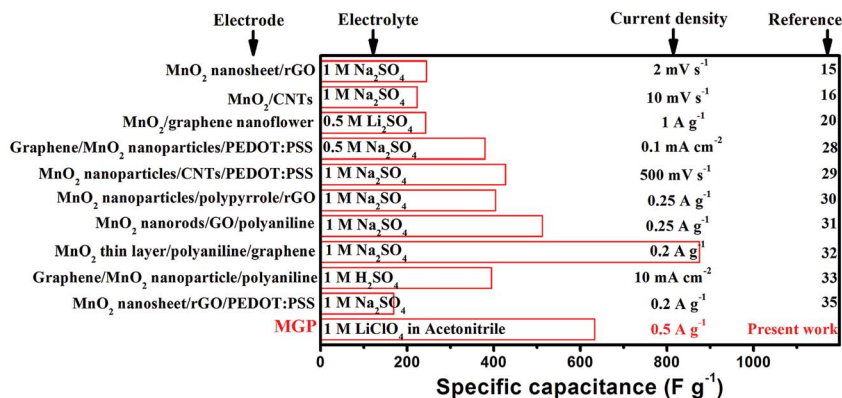 Electrode Electrolyte Current density Reference
MnO₂ nanosheet/rGO 1 M Na₂SO₄ 2 mV s⁻¹ 15
MnO₂/CNTs 1 M Na₂SO₄ 10 mV s⁻¹ 16
MnO₂/graphene nanoflower 0.5 M Li₂SO₄ 1 A g⁻¹ 20
Graphene/MnO₂ nanoparticles/PEDOT:PSS 0.5 M Na₂SO₄ 0.1 mA cm⁻² 28
MnO₂ nanoparticles/CNTs/PEDOT:PSS 1 M Na₂SO₄ 500 mV s⁻¹ 29
MnO₂ nanoparticles/polypyrrole/rGO 1 M Na₂SO₄ 0.25 A g⁻¹ 30
MnO₂ nanorods/GO/polyaniline 1 M Na₂SO₄ 0.25 A g⁻¹ 31
MnO₂ thin layer/polyaniline/graphene 1 M Na₂SO₄ 0.2 A g⁻¹ 32
Graphene/MnO₂ nanoparticle/polyaniline 1 M H₂SO₄ 10 mA cm⁻² 33
MnO₂ nanosheet/rGO/PEDOT:PSS 1 M Na₂SO₄ 0.2 A g⁻¹ 35
MGP 1 M LiClO₄ in Acetonitrile 0.5 A g⁻¹ Present work
0 200 400 600 800 1000
Specific capacitance (F g⁻¹)